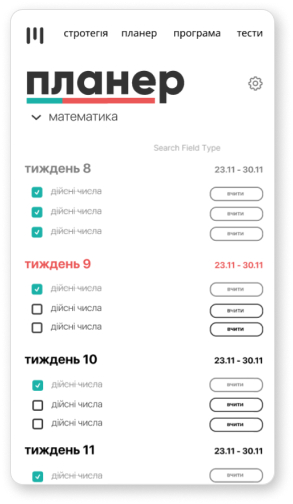 стротегія планер програма тести
планер
математика
Search Field Type
тиждень 8 23.11 - 30.11
дійсні числа вчити
дійсні числа вчити
дійсні числа вчити
тиждень 9 23.11 - 30.11
дійсні числа вчити
дійсні числа вчити
дійсні числа вчити
тиждень 10 23.11 - 30.11
дійсні числа вчити
дійсні числа вчити
дійсні числа вчити
тиждень 11 23.11 - 30.11
дійсні числа вчити